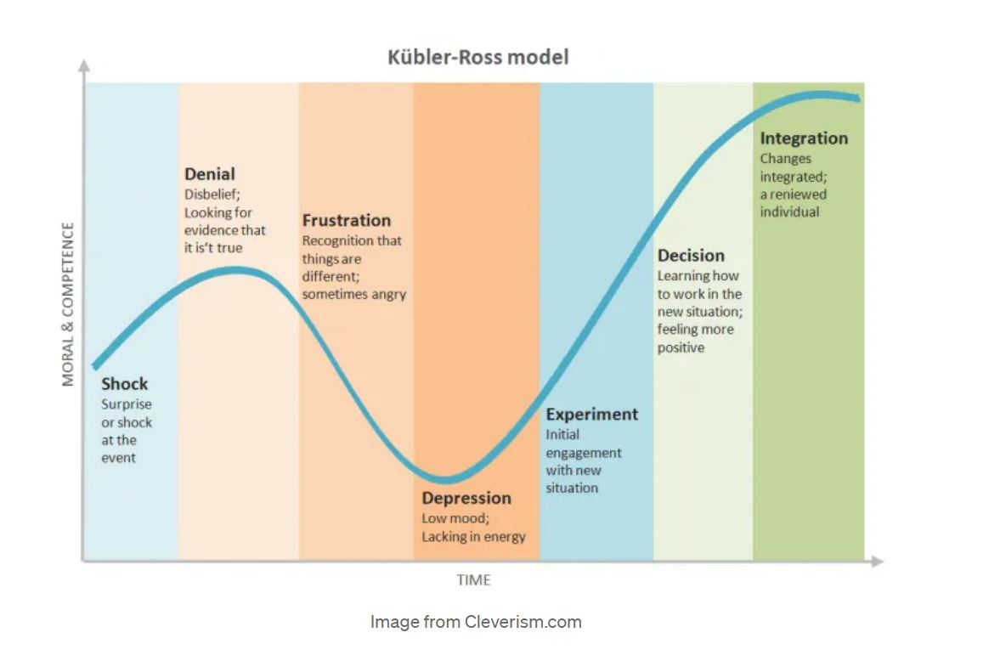 Kübler-Ross model
MORAL & COMPETENCE
Shock
Surprise
or shock
at the
event
Denial
Disbelief;
Looking for
evidence that
it is't true
Frustration
Recognition that
things are
different;
sometimes angry
Depression
Low mood;
Lacking in energy
Experiment
Initial
engagement
with new
situation
Decision
Learning how
to work in the
new situation;
feeling more
positive
Integration
Changes
integrated;
a reniewed
individual
TIME
Image from Cleverism.com